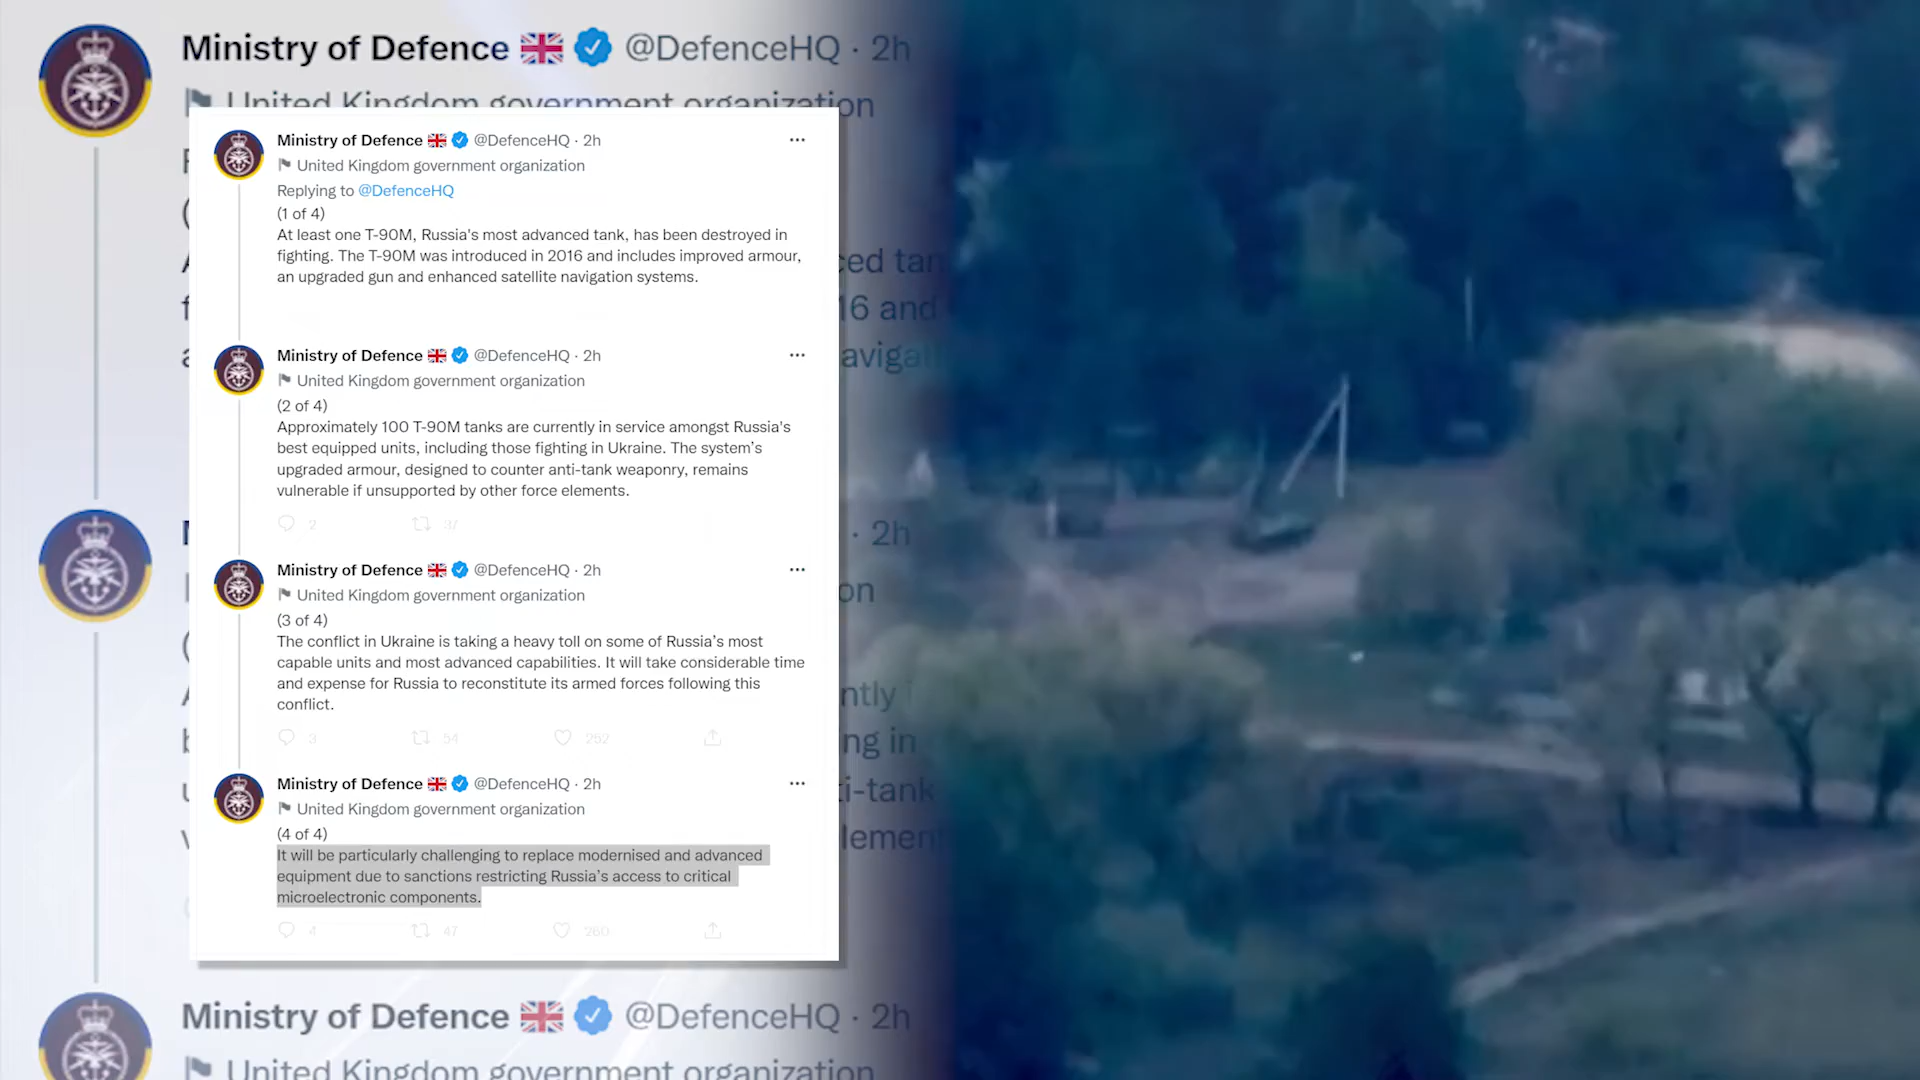 Ministry of Defence @DefenceHQ · 2h
United Kingdom government organization
Ministry of Defence @DefenceHQ · 2h
United Kingdom government organization
Replying to @DefenceHQ
(1 of 4)
At least one T-90M, Russia's most advanced tank, has been destroyed in
fighting. The T-90M was introduced in 2016 and includes improved armour,
an upgraded gun and enhanced satellite navigation systems.
Ministry of Defence @DefenceHQ · 2h
United Kingdom government organization
(2 of 4)
Approximately 100 T-90M tanks are currently in service amongst Russia's
best equipped units, including those fighting in Ukraine. The system's
upgraded armour, designed to counter anti-tank weaponry, remains
vulnerable if unsupported by other force elements.
2 37
Ministry of Defence @DefenceHQ · 2h
United Kingdom government organization
(3 of 4)
The conflict in Ukraine is taking a heavy toll on some of Russia's most
capable units and most advanced capabilities. It will take considerable time
and expense for Russia to reconstitute its armed forces following this
conflict.
3 54 252
Ministry of Defence @DefenceHQ · 2h
United Kingdom government organization
(4 of 4)
It will be particularly challenging to replace modernised and advanced
equipment due to sanctions restricting Russia's access to critical
microelectronic components.
4 47 260
Ministry of Defence @DefenceHQ · 2h
United Kingdom government organization